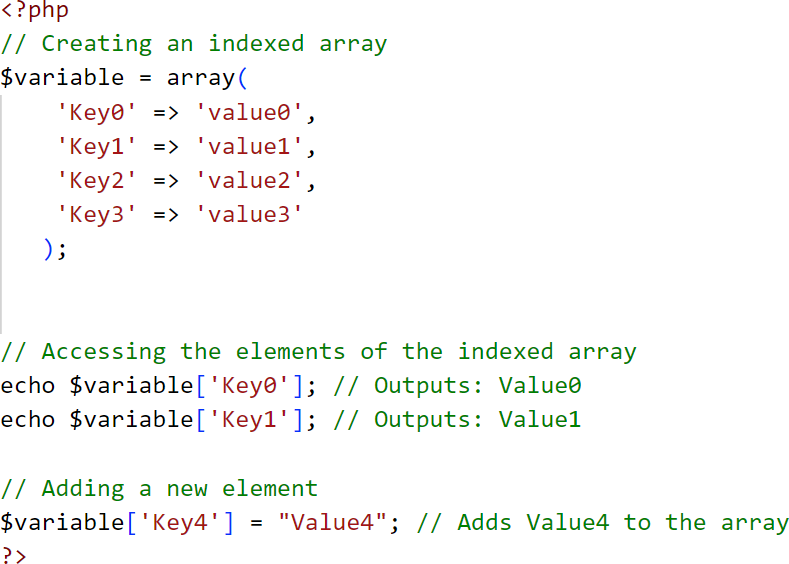 <?php
// Creating an indexed array
$variable = array(
    'Key0' => 'value0',
    'Key1' => 'value1',
    'Key2' => 'value2',
    'Key3' => 'value3'
   );
// Accessing the elements of the indexed array
echo $variable['Key0']; // Outputs: Value0
echo $variable['Key1']; // Outputs: Value1
// Adding a new element
$variable['Key4'] = "Value4"; // Adds Value4 to the array
?>